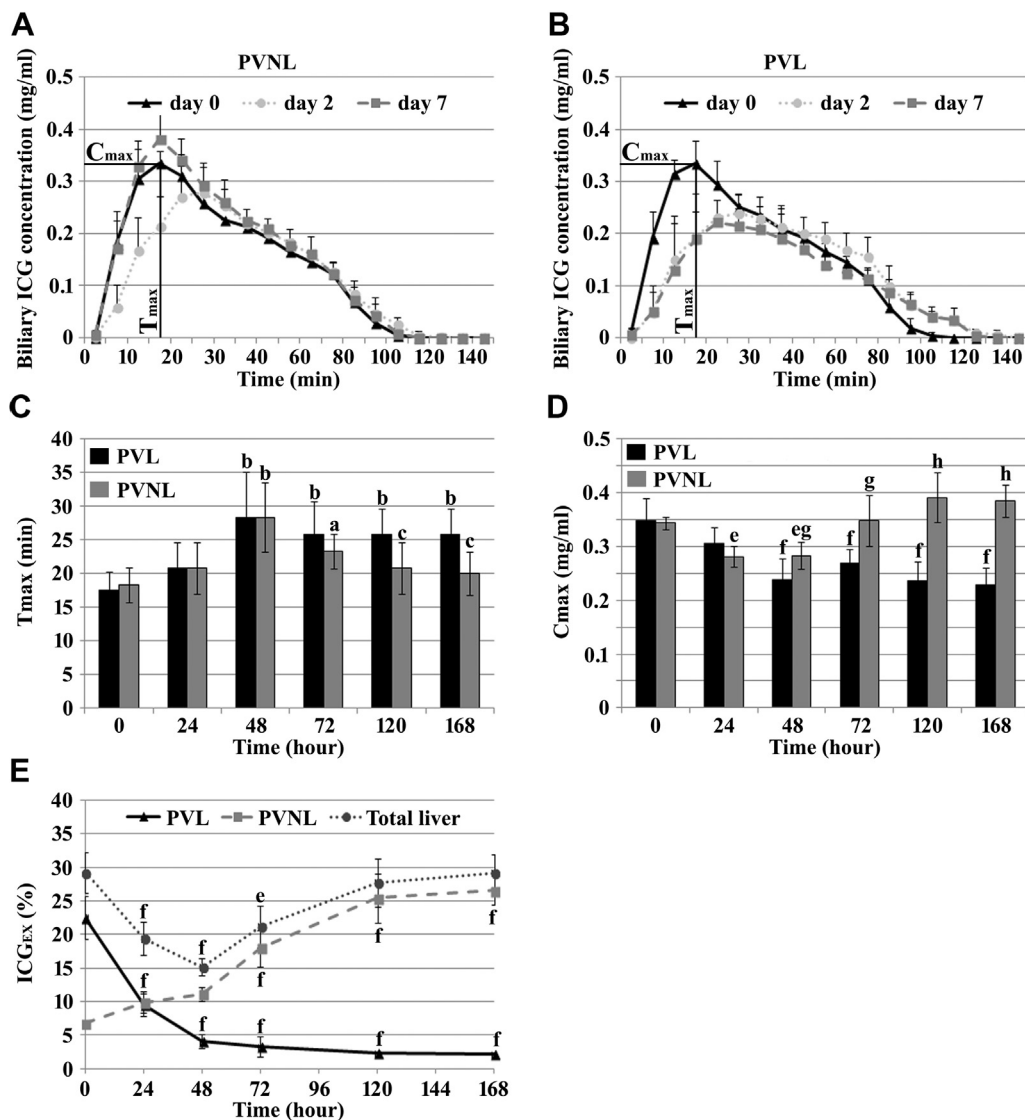 A
PVNL
Biliary ICG concentration (mg/ml)
0.5
0.4
0.3
0.2
0.1
0
day 0 day 2 day 7
Cmax
Tmax
0 10 20 40 60 80 100 120 140
Time (min)
B
PVL
Biliary ICG concentration (mg/ml)
0.5
0.4
0.3
0.2
0.1
0
day 0 day 2 day 7
Cmax
Tmax
0 10 20 40 60 80 100 120 140
Time (min)
C
Tmax (min)
40
35
30
25
20
15
10
5
0
PVL
PVNL
b b b a b c b c
0 24 48 72 120 168
Time (hour)
D
Cmax (mg/ml)
0.5
0.4
0.3
0.2
0.1
0
PVL
PVNL
e f eg f g f h f h
0 24 48 72 120 168
Time (hour)
E
ICGEX (%)
40
35
30
25
20
15
10
5
0
PVL PVNL Total liver
f f e
f f f f
f f f f
0 24 48 72 96 120 144 168
Time (hour)